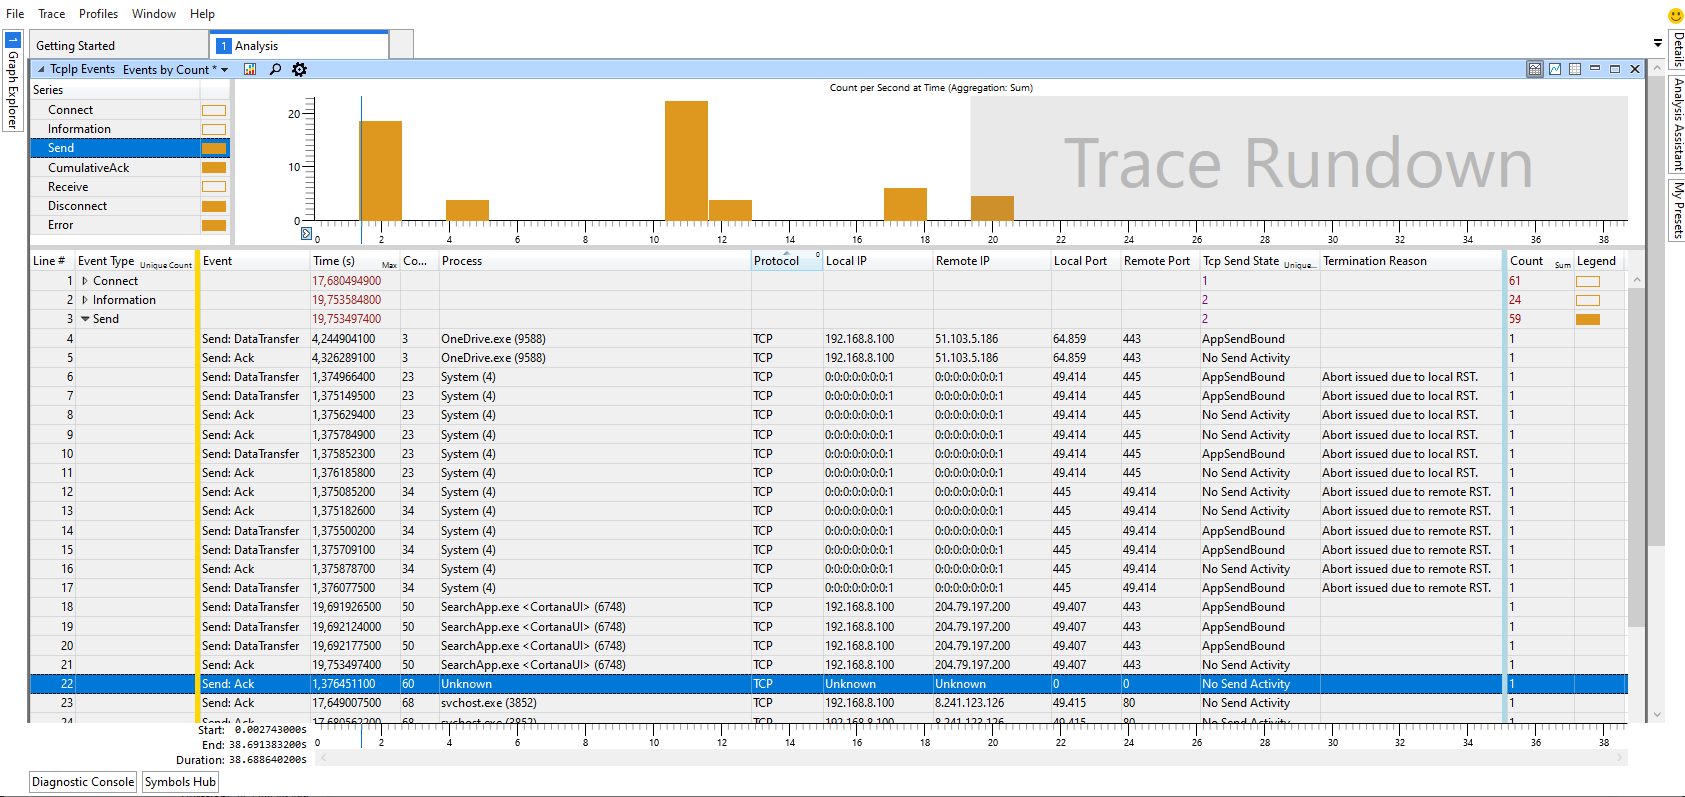 File Trace Profiles Window Help
1 Graph Explorer
Getting Started 1 Analysis
Details
Analysis Assistant
My Presets
TcpIp Events Events by Count *
Series
Connect
Information
Send
CumulativeAck
Receive
Disconnect
Error
Count per Second at Time (Aggregation: Sum)
20
10
0
Trace Rundown
0 2 4 6 8 10 12 14 16 18 20 22 24 26 28 30 32 34 36 38
Line # Event Type Unique Count Event Time (s) Max Co... Process Protocol 0 Local IP Remote IP Local Port Remote Port Tcp Send State Unique... Termination Reason Count Sum Legend
1 Connect 17,680494900 1 61
2 Information 19,753584800 2 24
3 Send 19,753497400 2 59
4 Send: DataTransfer 4,244904100 3 OneDrive.exe (9588) TCP 192.168.8.100 51.103.5.186 64.859 443 AppSendBound 1
5 Send: Ack 4,326289100 3 OneDrive.exe (9588) TCP 192.168.8.100 51.103.5.186 64.859 443 No Send Activity 1
6 Send: DataTransfer 1,374966400 23 System (4) TCP 0:0:0:0:0:0:0:1 0:0:0:0:0:0:0:1 49.414 445 AppSendBound Abort issued due to local RST. 1
7 Send: DataTransfer 1,375149500 23 System (4) TCP 0:0:0:0:0:0:0:1 0:0:0:0:0:0:0:1 49.414 445 AppSendBound Abort issued due to local RST. 1
8 Send: Ack 1,375629400 23 System (4) TCP 0:0:0:0:0:0:0:1 0:0:0:0:0:0:0:1 49.414 445 No Send Activity Abort issued due to local RST. 1
9 Send: Ack 1,375784900 23 System (4) TCP 0:0:0:0:0:0:0:1 0:0:0:0:0:0:0:1 49.414 445 No Send Activity Abort issued due to local RST. 1
10 Send: DataTransfer 1,375852300 23 System (4) TCP 0:0:0:0:0:0:0:1 0:0:0:0:0:0:0:1 49.414 445 AppSendBound Abort issued due to local RST. 1
11 Send: Ack 1,376185800 23 System (4) TCP 0:0:0:0:0:0:0:1 0:0:0:0:0:0:0:1 49.414 445 No Send Activity Abort issued due to local RST. 1
12 Send: Ack 1,375085200 34 System (4) TCP 0:0:0:0:0:0:0:1 0:0:0:0:0:0:0:1 445 49.414 No Send Activity Abort issued due to remote RST. 1
13 Send: Ack 1,375182600 34 System (4) TCP 0:0:0:0:0:0:0:1 0:0:0:0:0:0:0:1 445 49.414 No Send Activity Abort issued due to remote RST. 1
14 Send: DataTransfer 1,375500200 34 System (4) TCP 0:0:0:0:0:0:0:1 0:0:0:0:0:0:0:1 445 49.414 AppSendBound Abort issued due to remote RST. 1
15 Send: DataTransfer 1,375709100 34 System (4) TCP 0:0:0:0:0:0:0:1 0:0:0:0:0:0:0:1 445 49.414 AppSendBound Abort issued due to remote RST. 1
16 Send: Ack 1,375878700 34 System (4) TCP 0:0:0:0:0:0:0:1 0:0:0:0:0:0:0:1 445 49.414 No Send Activity Abort issued due to remote RST. 1
17 Send: DataTransfer 1,376077500 34 System (4) TCP 0:0:0:0:0:0:0:1 0:0:0:0:0:0:0:1 445 49.414 AppSendBound Abort issued due to remote RST. 1
18 Send: DataTransfer 19,691926500 50 SearchApp.exe <CortanaUI> (6748) TCP 192.168.8.100 204.79.197.200 49.407 443 AppSendBound 1
19 Send: DataTransfer 19,692124000 50 SearchApp.exe <CortanaUI> (6748) TCP 192.168.8.100 204.79.197.200 49.407 443 AppSendBound 1
20 Send: DataTransfer 19,692177500 50 SearchApp.exe <CortanaUI> (6748) TCP 192.168.8.100 204.79.197.200 49.407 443 AppSendBound 1
21 Send: Ack 19,753497400 50 SearchApp.exe <CortanaUI> (6748) TCP 192.168.8.100 204.79.197.200 49.407 443 No Send Activity 1
22 Send: Ack 1,376451100 60 Unknown TCP Unknown Unknown 0 0 No Send Activity 1
23 Send: Ack 17,649007500 68 svchost.exe (3852) TCP 192.168.8.100 8.241.123.126 49.415 80 No Send Activity 1
24 Send: Ack 17,680562200 68 svchost.exe (3852) TCP 192.168.8.100 8.241.123.126 49.415 80 No Send Activity 1
Start: 0.002743000s
End: 38.691383200s
Duration: 38.688640200s
0 2 4 6 8 10 12 14 16 18 20 22 24 26 28 30 32 34 36 38
Diagnostic Console Symbols Hub